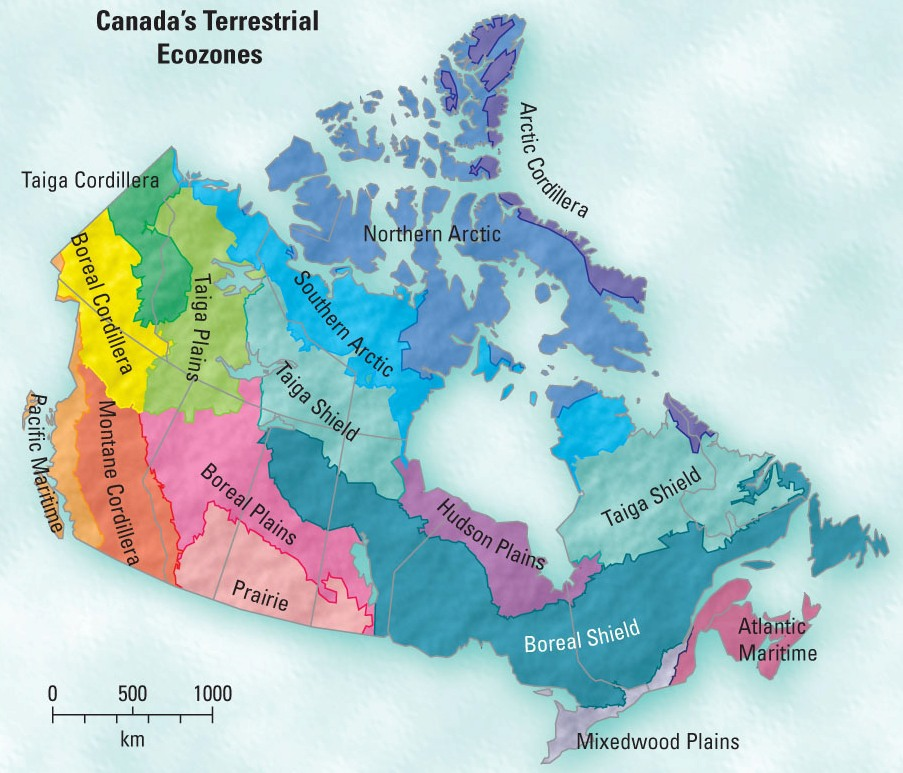 Canada's Terrestrial
Ecozones
Arctic Cordillera
Taiga Cordillera
Northern Arctic
Boreal Cordillera
Taiga Plains
Southern Arctic
Taiga Shield
Pacific Maritime
Montane Cordillera
Boreal Plains
Prairie
Hudson Plains
Taiga Shield
Boreal Shield
Atlantic
Maritime
Mixedwood Plains
0 500 1000
km